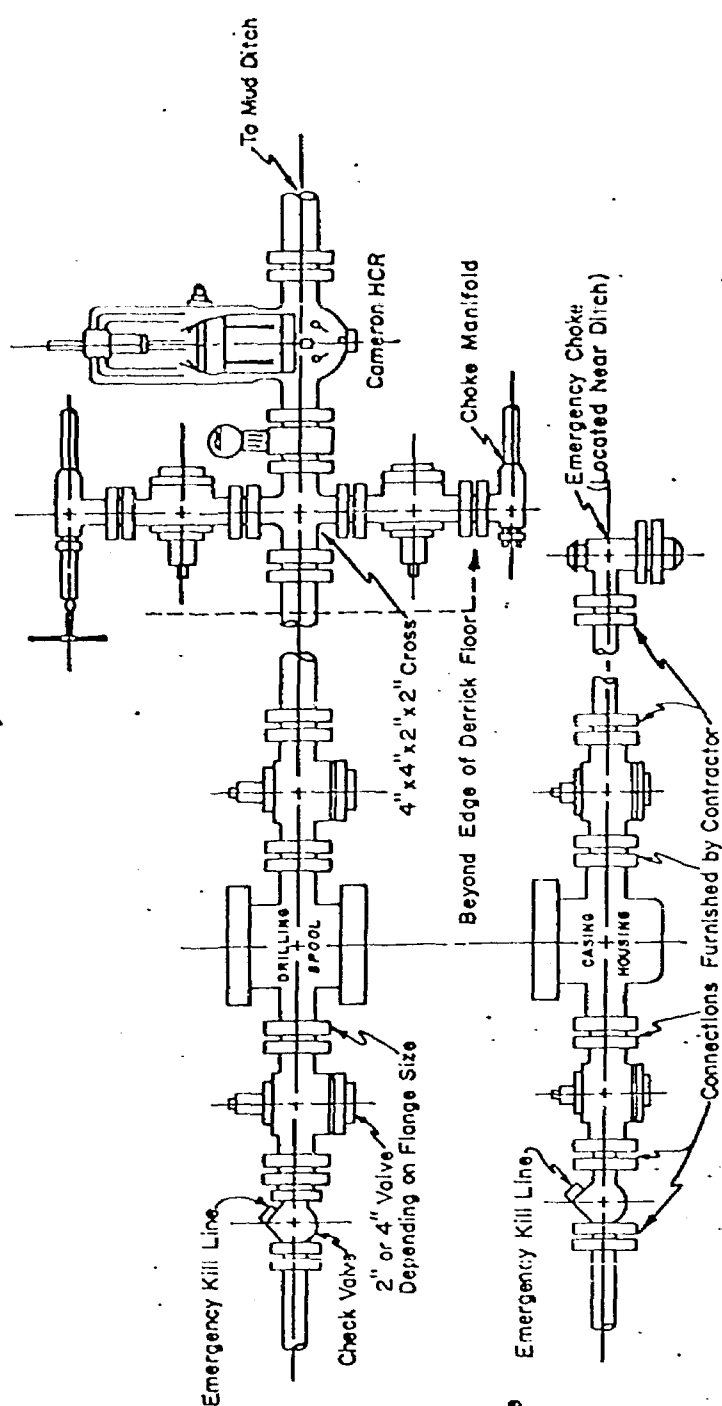 To Mud Ditch
Cameron HCR
Choke Manifold
Emergency Choke
(Located Near Ditch)
4"x4"x2"x2" Cross
Beyond Edge of Derrick Floor
DRILLING
SPOOL
2" or 4" Valve
Depending on Flange Size
Check Valve
Emergency Kill Line
CASING
HOUSING
Connections Furnished by Contractor
Emergency Kill Line